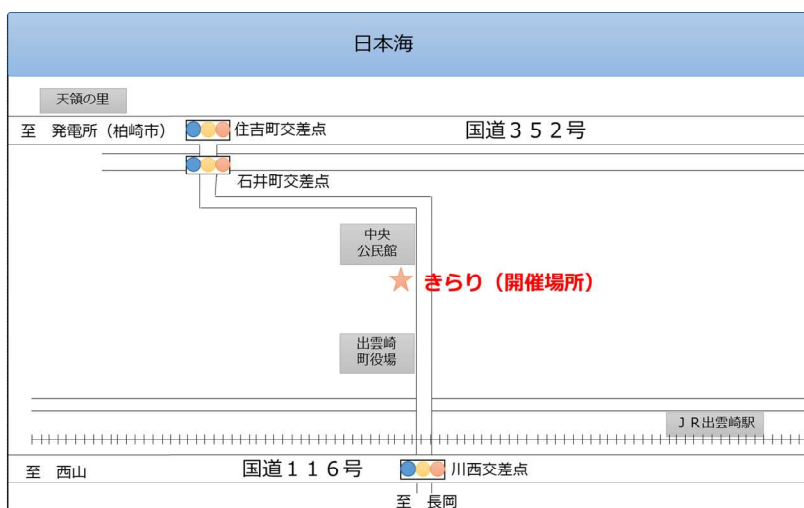 日本海
天領の里
至　発電所（柏崎市）
住吉町交差点
国道３５２号
石井町交差点
中央
公民館
きらり（開催場所）
出雲崎
町役場
ＪＲ出雲崎駅
至　西山
国道１１６号
川西交差点
至　長岡